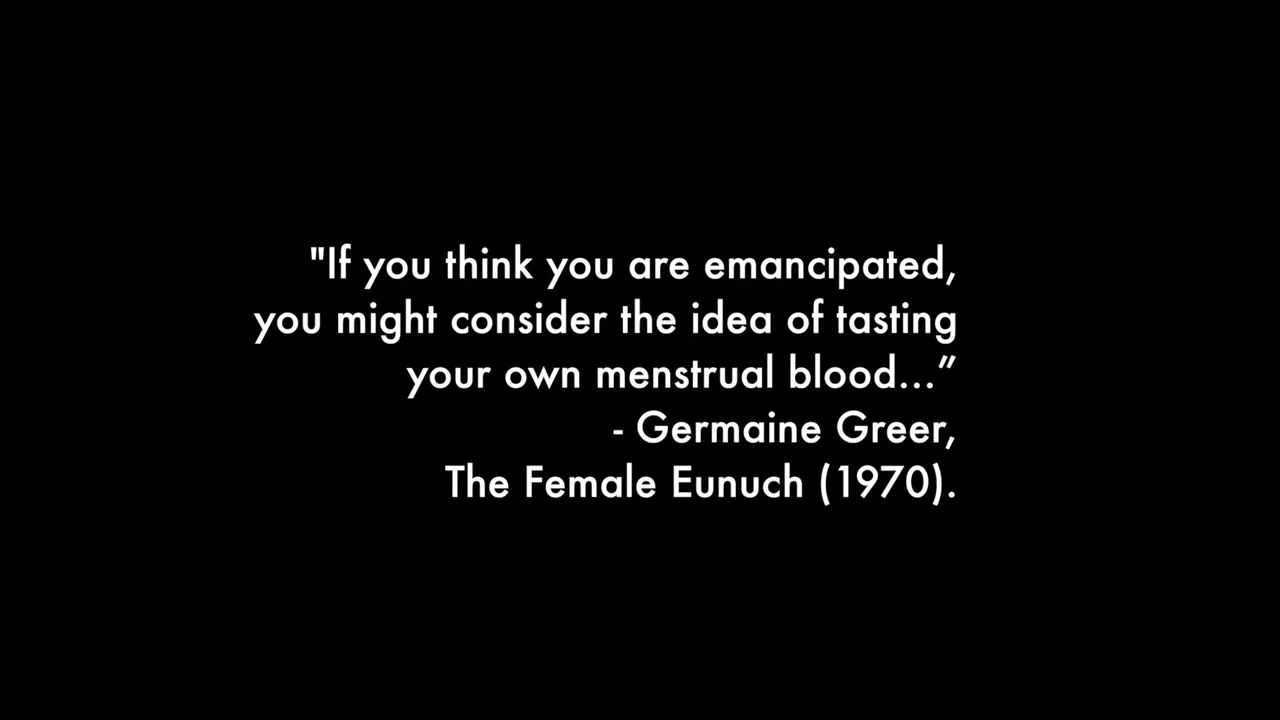 "If you think you are emancipated,
you might consider the idea of tasting
your own menstrual blood...”
- Germaine Greer,
The Female Eunuch (1970).